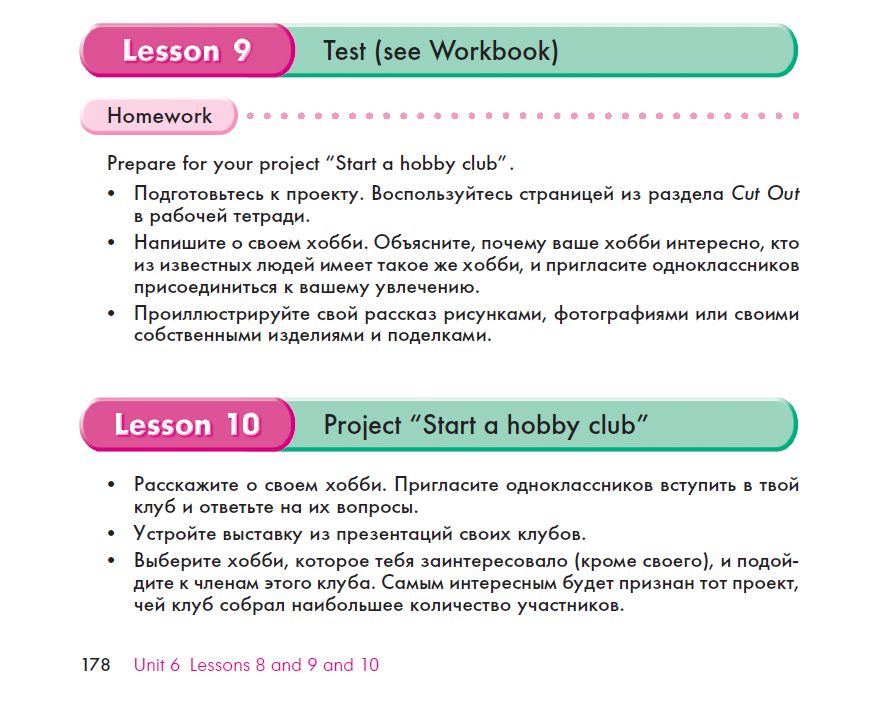 Lesson 9 Test (see Workbook)
Homework
Prepare for your project “Start a hobby club”.
• Подготовьтесь к проекту. Воспользуйтесь страницей из раздела Cut Out
в рабочей тетради.
• Напишите о своем хобби. Объясните, почему ваше хобби интересно, кто
из известных людей имеет такое же хобби, и пригласите одноклассников
присоединиться к вашему увлечению.
• Проиллюстрируйте свой рассказ рисунками, фотографиями или своими
собственными изделиями и поделками.
Lesson 10 Project “Start a hobby club”
• Расскажите о своем хобби. Пригласите одноклассников вступить в твой
клуб и ответьте на их вопросы.
• Устройте выставку из презентаций своих клубов.
• Выберите хобби, которое тебя заинтересовало (кроме своего), и подой-
дите к членам этого клуба. Самым интересным будет признан тот проект,
чей клуб собрал наибольшее количество участников.
178 Unit 6 Lessons 8 and 9 and 10